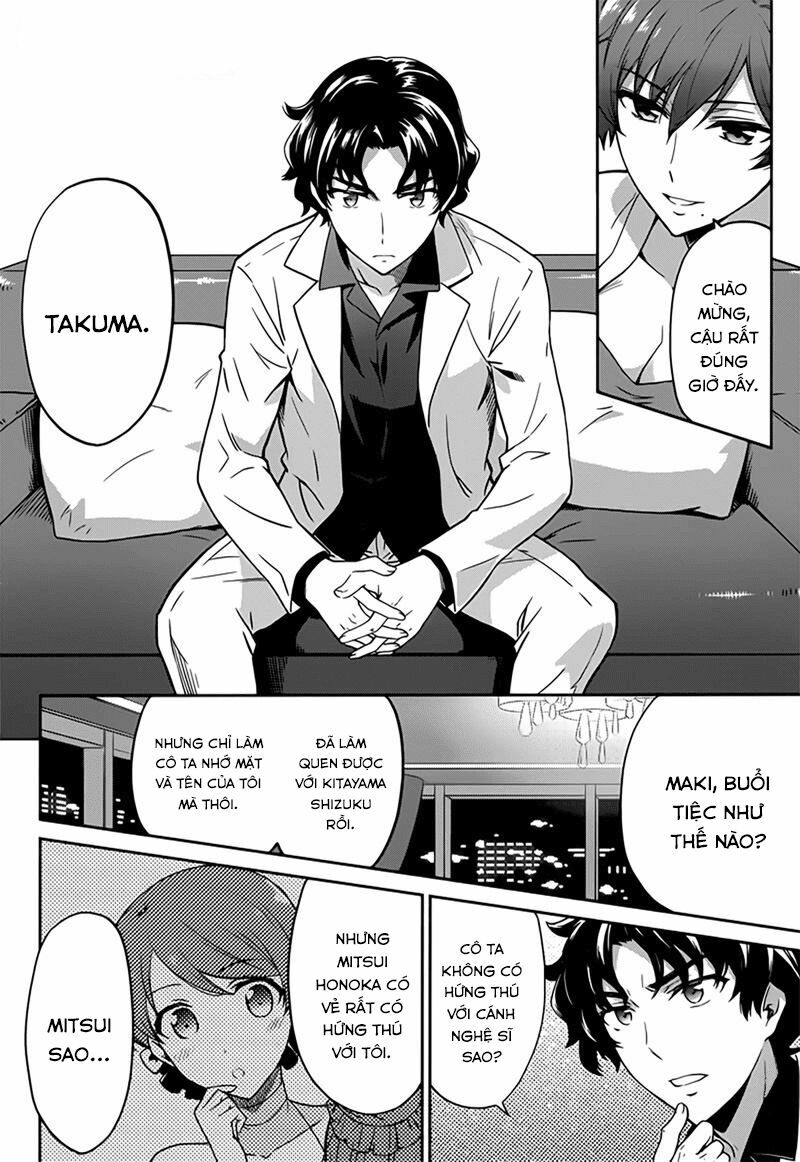 CHÀO
MỪNG,
CẬU RẤT
ĐÚNG
GIỜ ĐẤY.
TAKUMA.
MAKI, BUỔI
TIỆC NHƯ
THẾ NÀO?
ĐÃ LÀM
QUEN ĐƯỢC
VỚI KITAYAMA
SHIZUKU
RỒI.
NHƯNG CHỈ LÀM
CÔ TA NHỚ MẶT
VÀ TÊN CỦA TÔI
MÀ THÔI.
CÔ TA
KHÔNG CÓ
HỨNG THÚ
VỚI CÁNH
NGHỆ SĨ
SAO?
NHƯNG
MITSUI
HONOKA CÓ
VẺ RẤT CÓ
HỨNG THÚ
VỚI TÔI.
MITSUI
SAO...